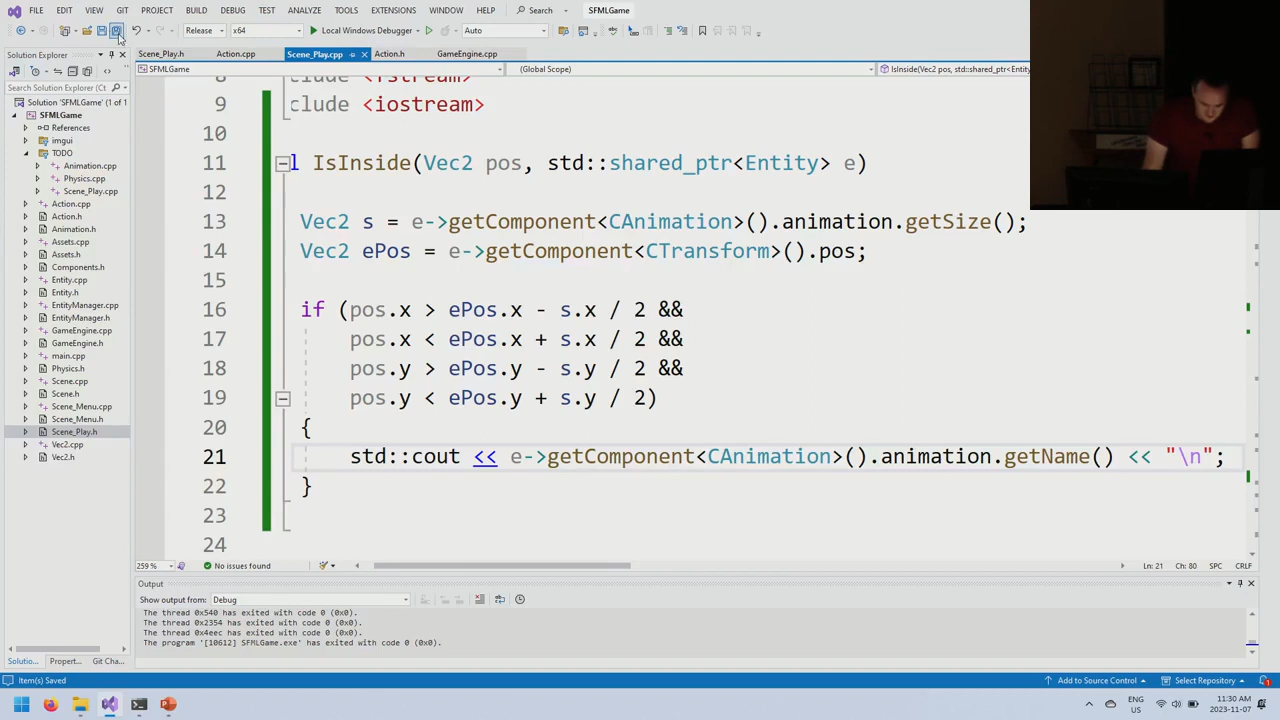 FILE EDIT VIEW GIT PROJECT BUILD DEBUG TEST ANALYZE TOOLS EXTENSIONS WINDOW HELP Search SFMLGame
Release x64 Local Windows Debugger Auto
Solution Explorer
Search Solution Explorer (Ct
Solution 'SFMLGame' (1 of 1
SFMLGame
References
imgui
TODO
Animation.cpp
Physics.cpp
Scene_Play.cpp
Action.cpp
Action.h
Animation.h
Assets.cpp
Assets.h
Components.h
Entity.cpp
Entity.h
EntityManager.cpp
EntityManager.h
GameEngine.cpp
GameEngine.h
main.cpp
Physics.h
Scene.cpp
Scene.h
Scene_Menu.cpp
Scene_Menu.h
Scene_Play.h
Vec2.cpp
Vec2.h
Solutio... Propert... Git Cha...
Scene_Play.h Action.cpp Scene_Play.cpp Action.h GameEngine.cpp
SFMLGame (Global Scope) IsInside(Vec2 pos, std::shared_ptr<Entity
8 clude <fstream>
9 clude <iostream>
10
11 l IsInside(Vec2 pos, std::shared_ptr<Entity> e)
12
13 Vec2 s = e->getComponent<CAnimation>().animation.getSize();
14 Vec2 ePos = e->getComponent<CTransform>().pos;
15
16 if (pos.x > ePos.x - s.x / 2 &&
17 pos.x < ePos.x + s.x / 2 &&
18 pos.y > ePos.y - s.y / 2 &&
19 pos.y < ePos.y + s.y / 2)
20 {
21 std::cout << e->getComponent<CAnimation>().animation.getName() << "\n";
22 }
23
24
259 % No issues found Ln: 21 Ch: 80 SPC CRLF
Output
Show output from: Debug
The thread 0x540 has exited with code 0 (0x0).
The thread 0x2354 has exited with code 0 (0x0).
The thread 0x4eec has exited with code 0 (0x0).
The program '[10612] SFMLGame.exe' has exited with code 0 (0x0).
Item(s) Saved Add to Source Control Select Repository 1
ENG
US
11:30 AM
2023-11-07